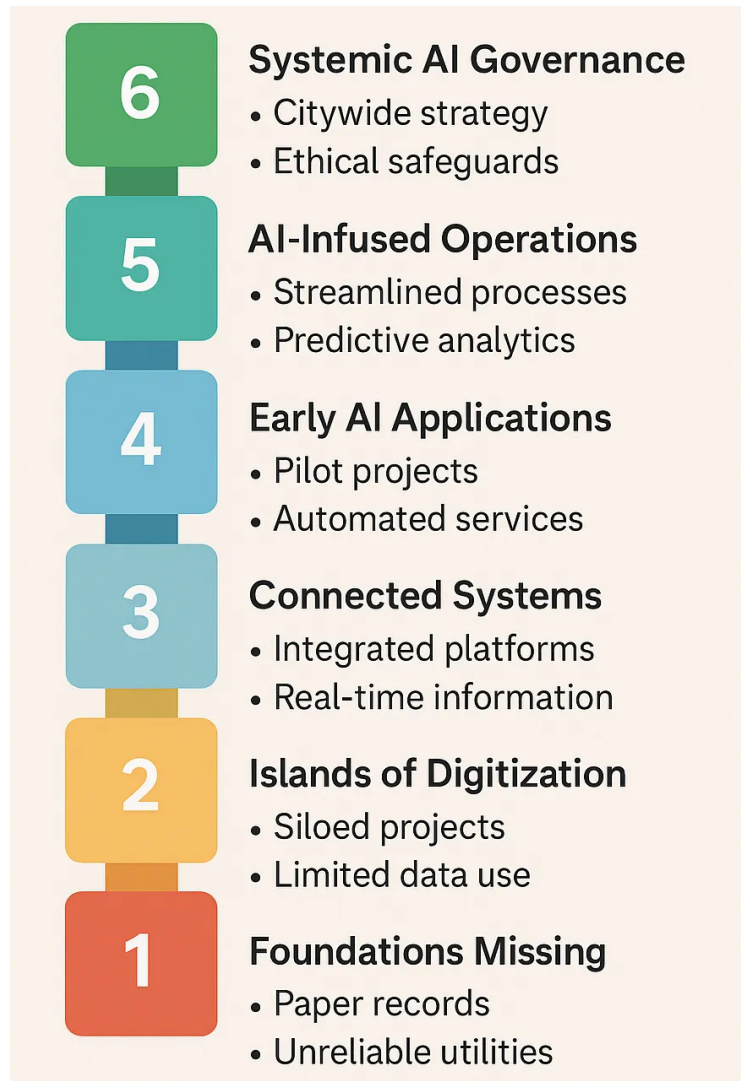 6
Systemic AI Governance
• Citywide strategy
• Ethical safeguards
5
AI-Infused Operations
• Streamlined processes
• Predictive analytics
4
Early AI Applications
• Pilot projects
• Automated services
3
Connected Systems
• Integrated platforms
• Real-time information
2
Islands of Digitization
• Siloed projects
• Limited data use
1
Foundations Missing
• Paper records
• Unreliable utilities